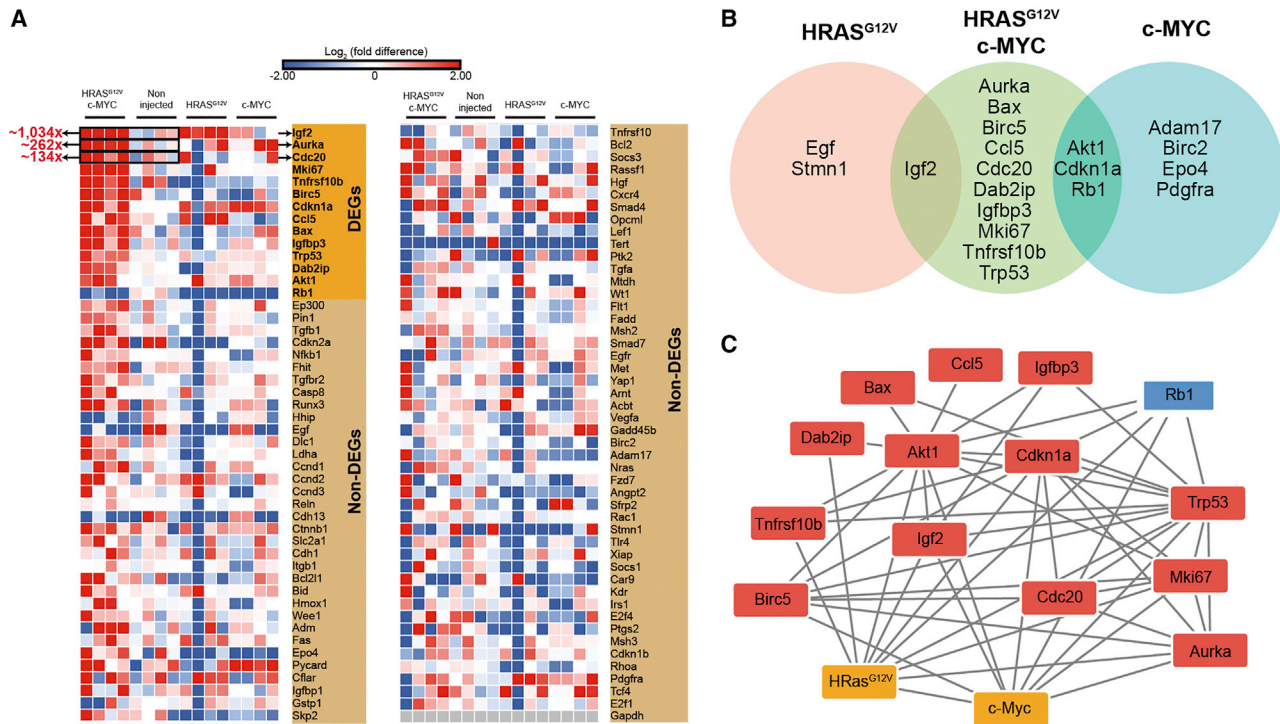 A
Log2 (fold difference)
-2.00 0 2.00
HRASG12V
c-MYC
Non
injected
HRASG12V
c-MYC
~1,034x
~262x
~134x
Igf2
Aurka
Cdc20
Mki67
Tnfrsf10b
Birc5
Cdkn1a
Ccl5
Bax
Igfbp3
Trp53
Dab2ip
Akt1
Rb1
DEGs
Ep300
Pin1
Tgfb1
Cdkn2a
Nfkb1
Fhit
Tgfbr2
Casp8
Runx3
Hhip
Egf
Dlc1
Ldha
Ccnd1
Ccnd2
Ccnd3
Reln
Cdh13
Ctnnb1
Slc2a1
Cdh1
Itgb1
Bcl2l1
Bid
Hmox1
Wee1
Adm
Fas
Epo4
Pycard
Cflar
Igfbp1
Gstp1
Skp2
Non-DEGs
HRASG12V
c-MYC
Non
injected
HRASG12V
c-MYC
Tnfrsf10
Bcl2
Socs3
Rassf1
Hgf
Cxcr4
Smad4
Opcml
Lef1
Tert
Ptk2
Tgfa
Mtdh
Wt1
Flt1
Fadd
Msh2
Smad7
Egfr
Met
Yap1
Arnt
Acbt
Vegfa
Gadd45b
Birc2
Adam17
Nras
Fzd7
Angpt2
Sfrp2
Rac1
Stmn1
Tlr4
Xiap
Socs1
Car9
Kdr
Irs1
E2f4
Ptgs2
Msh3
Cdkn1b
Rhoa
Pdgfra
Tcf4
E2f1
Gapdh
Non-DEGs
B
HRASG12V
HRASG12V
c-MYC
c-MYC
Egf
Stmn1
Igf2
Aurka
Bax
Birc5
Ccl5
Cdc20
Dab2ip
Igfbp3
Mki67
Tnfrsf10b
Trp53
Akt1
Cdkn1a
Rb1
Adam17
Birc2
Epo4
Pdgfra
C
Ccl5
Igfbp3
Bax
Rb1
Dab2ip
Akt1
Cdkn1a
Trp53
Tnfrsf10b
Igf2
Mki67
Birc5
Cdc20
Aurka
HRasG12V
c-Myc